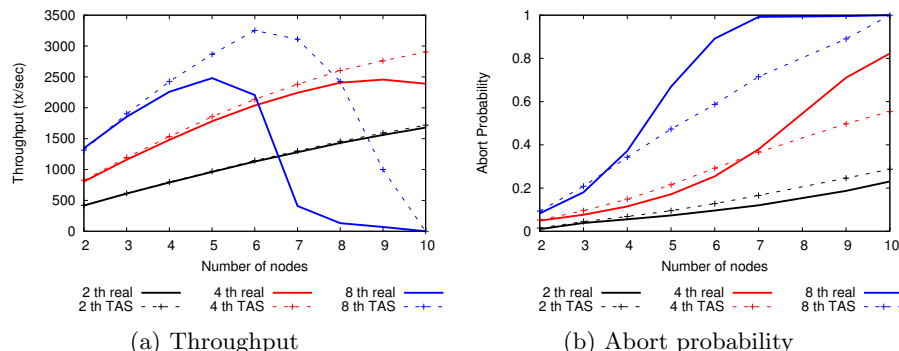 3500
3000
2500
2000
1500
1000
500
0
Throughput (tx/sec)
2 3 4 5 6 7 8 9 10
Number of nodes
2 th real 4 th real 8 th real
2 th TAS 4 th TAS 8 th TAS
(a) Throughput
1
0.8
0.6
0.4
0.2
0
Abort Probability
2 3 4 5 6 7 8 9 10
Number of nodes
2 th real 4 th real 8 th real
2 th TAS 4 th TAS 8 th TAS
(b) Abort probability